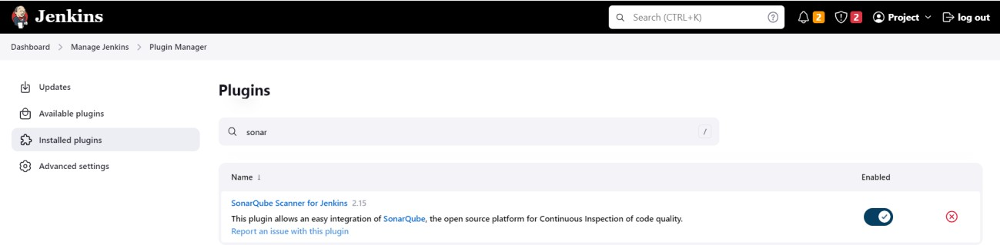 Jenkins
Search (CTRL+K)
?
2
2
Project
log out
Dashboard > Manage Jenkins > Plugin Manager
Updates
Available plugins
Installed plugins
Advanced settings
Plugins
sonar
/
Name ↓
Enabled
SonarQube Scanner for Jenkins 2.15
This plugin allows an easy integration of SonarQube, the open source platform for Continuous Inspection of code quality.
Report an issue with this plugin